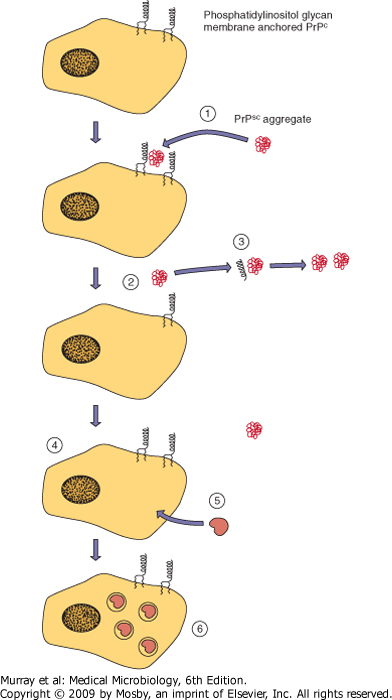 Phosphatidylinositol glycan
membrane anchored PrPᶜ
1
PrPˢᶜ aggregate
3
2
4
5
6
Murray et al: Medical Microbiology, 6th Edition.
Copyright © 2009 by Mosby, an imprint of Elsevier, Inc. All rights reserved.